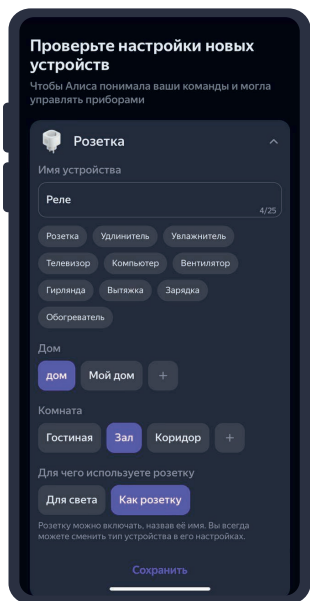 Проверьте настройки новых
устройств
Чтобы Алиса понимала ваши команды и могла
управлять приборами
Розетка
Имя устройства
Реле
4/25
Розетка Удлинитель Увлажнитель
Телевизор Компьютер Вентилятор
Гирлянда Вытяжка Зарядка
Обогреватель
Дом
дом Мой дом +
Комната
Гостиная Зал Коридор +
Для чего используете розетку
Для света Как розетку
Розетку можно включать, назвав её имя. Вы всегда
можете сменить тип устройства в его настройках.
Сохранить